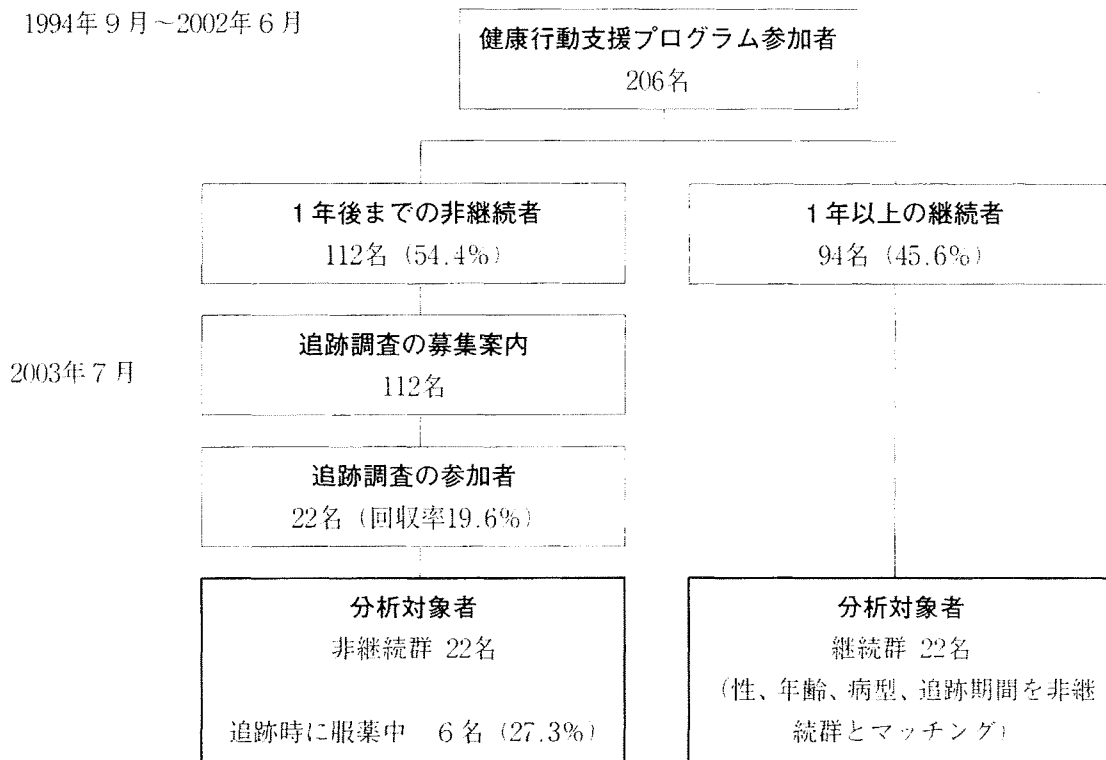 1994年9月~2002年6月
健康行動支援プログラム参加者
206名
1年後までの非継続者
112名 (54.4%)
1年以上の継続者
94名 (45.6%)
2003年7月
追跡調査の募集案内
112名
追跡調査の参加者
22名 (回収率19.6%)
分析対象者
非継続群 22名
追跡時に服薬中 6名 (27.3%)
分析対象者
継続群 22名
(性、年齢、病型、追跡期間を非継
続群とマッチング)